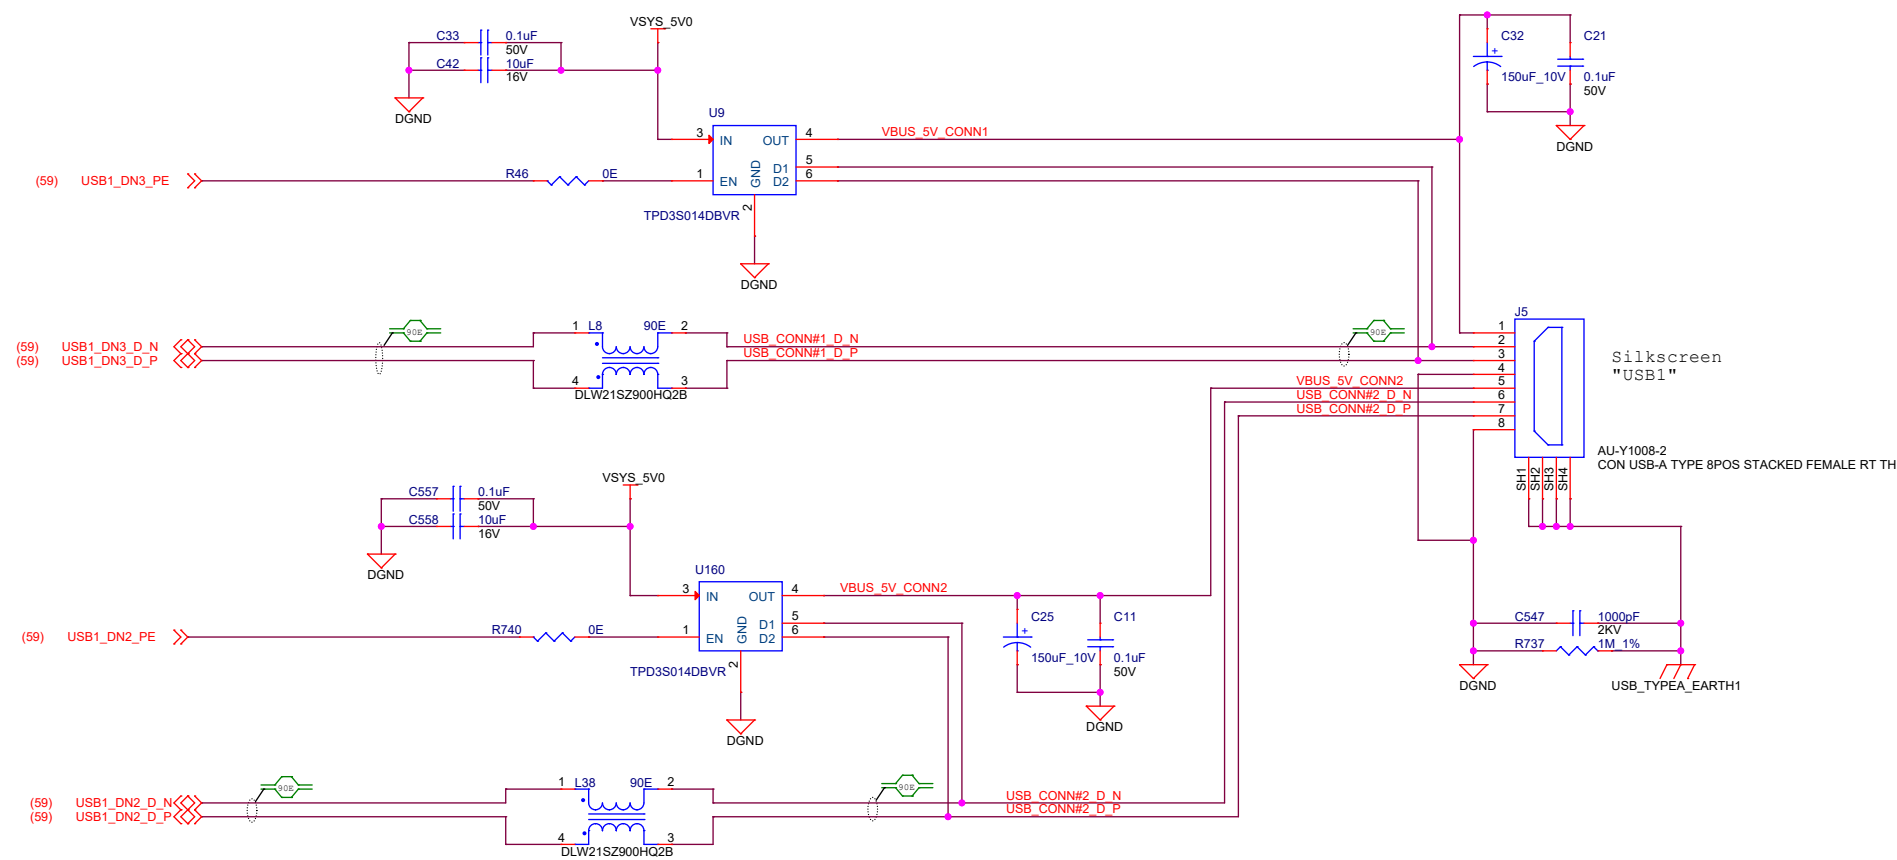 VSYS_5V0
C33 0.1uF
50V
C42 10uF
16V
DGND
C32
C21
150uF_10V
0.1uF
50V
DGND
U9
3 IN OUT 4 VBUS_5V_CONN1
5 D1
6 D2
GND
(59) USB1_DN3_PE R46 0E 1 EN
2
TPD3S014DBVR
DGND
90E
90E
1 L8 90E 2
(59) USB1_DN3_D_N
(59) USB1_DN3_D_P
USB_CONN#1_D_N
USB_CONN#1_D_P
4 3
DLW21SZ900HQ2B
J5
1
2
3
4
5
6
7
8
VBUS_5V_CONN2
USB_CONN#2_D_N
USB_CONN#2_D_P
Silkscreen
"USB1"
AU-Y1008-2
CON USB-A TYPE 8POS STACKED FEMALE RT TH
SH1
SH2
SH3
SH4
VSYS_5V0
C557 0.1uF
50V
C558 10uF
16V
DGND
U160
3 IN OUT 4 VBUS_5V_CONN2
5 D1
6 D2
GND
(59) USB1_DN2_PE R740 0E 1 EN
2
TPD3S014DBVR
DGND
C25
C11
150uF_10V
0.1uF
50V
DGND
C547 1000pF
2KV
R737 1M_1%
DGND
USB_TYPEA_EARTH1
90E
90E
1 L38 90E 2
(59) USB1_DN2_D_N
(59) USB1_DN2_D_P
USB_CONN#2_D_N
USB_CONN#2_D_P
4 3
DLW21SZ900HQ2B